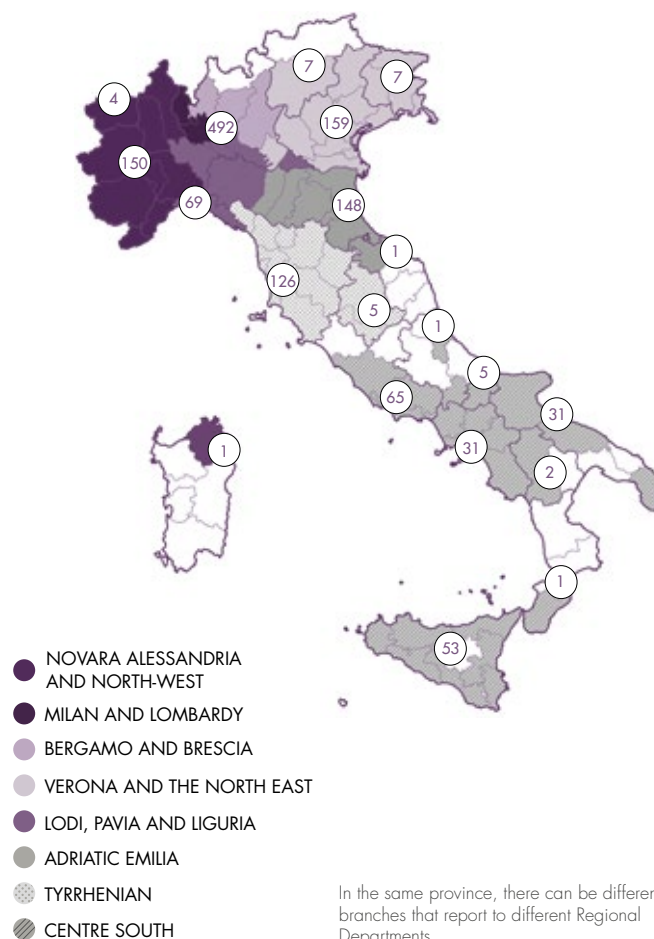 7
7
4
492
159
150
69
148
1
126
5
1
5
65
31
31
1
2
1
53
NOVARA ALESSANDRIA
AND NORTH-WEST
MILAN AND LOMBARDY
BERGAMO AND BRESCIA
VERONA AND THE NORTH EAST
LODI, PAVIA AND LIGURIA
ADRIATIC EMILIA
TYRRHENIAN
CENTRE SOUTH
In the same province, there can be differen
branches that report to different Regional
Departments